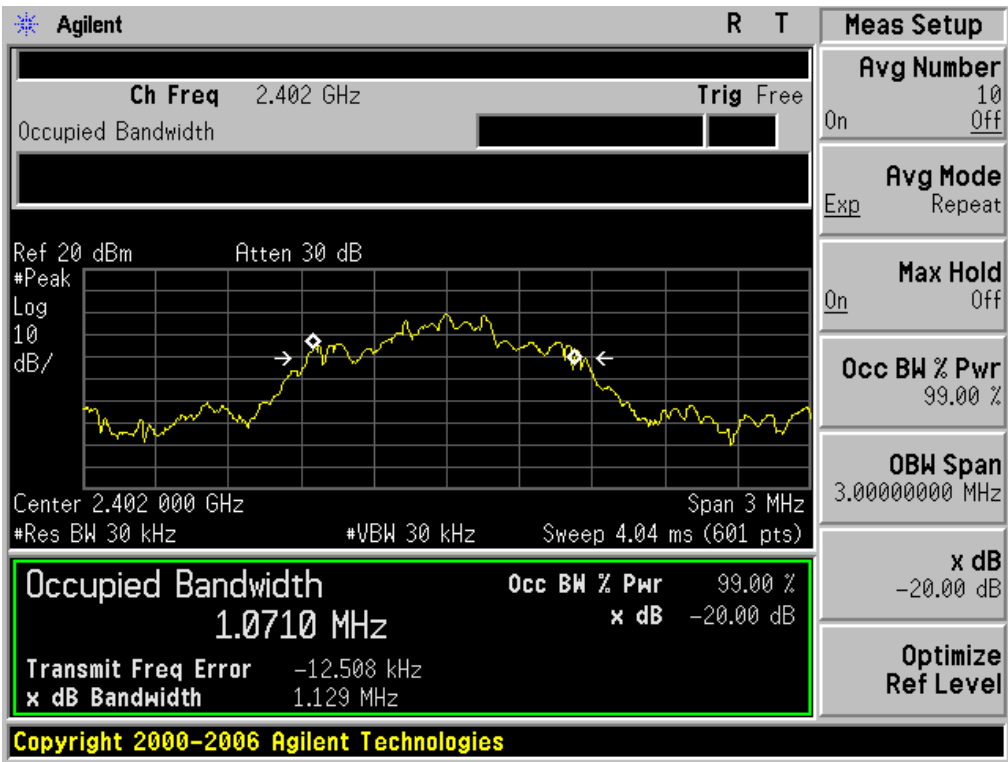 Agilent R T
Ch Freq 2.402 GHz Trig Free
Occupied Bandwidth
Ref 20 dBm Atten 30 dB
#Peak
Log
10
dB/
Center 2.402 000 GHz Span 3 MHz
#Res BW 30 kHz #VBW 30 kHz Sweep 4.04 ms (601 pts)
Occupied Bandwidth Occ BW % Pwr 99.00 %
1.0710 MHz x dB -20.00 dB
Transmit Freq Error -12.508 kHz
x dB Bandwidth 1.129 MHz
Copyright 2000-2006 Agilent Technologies
Meas Setup
Avg Number
10
On Off
Avg Mode
Exp Repeat
Max Hold
On Off
Occ BW % Pwr
99.00 %
OBW Span
3.00000000 MHz
x dB
-20.00 dB
Optimize
Ref Level